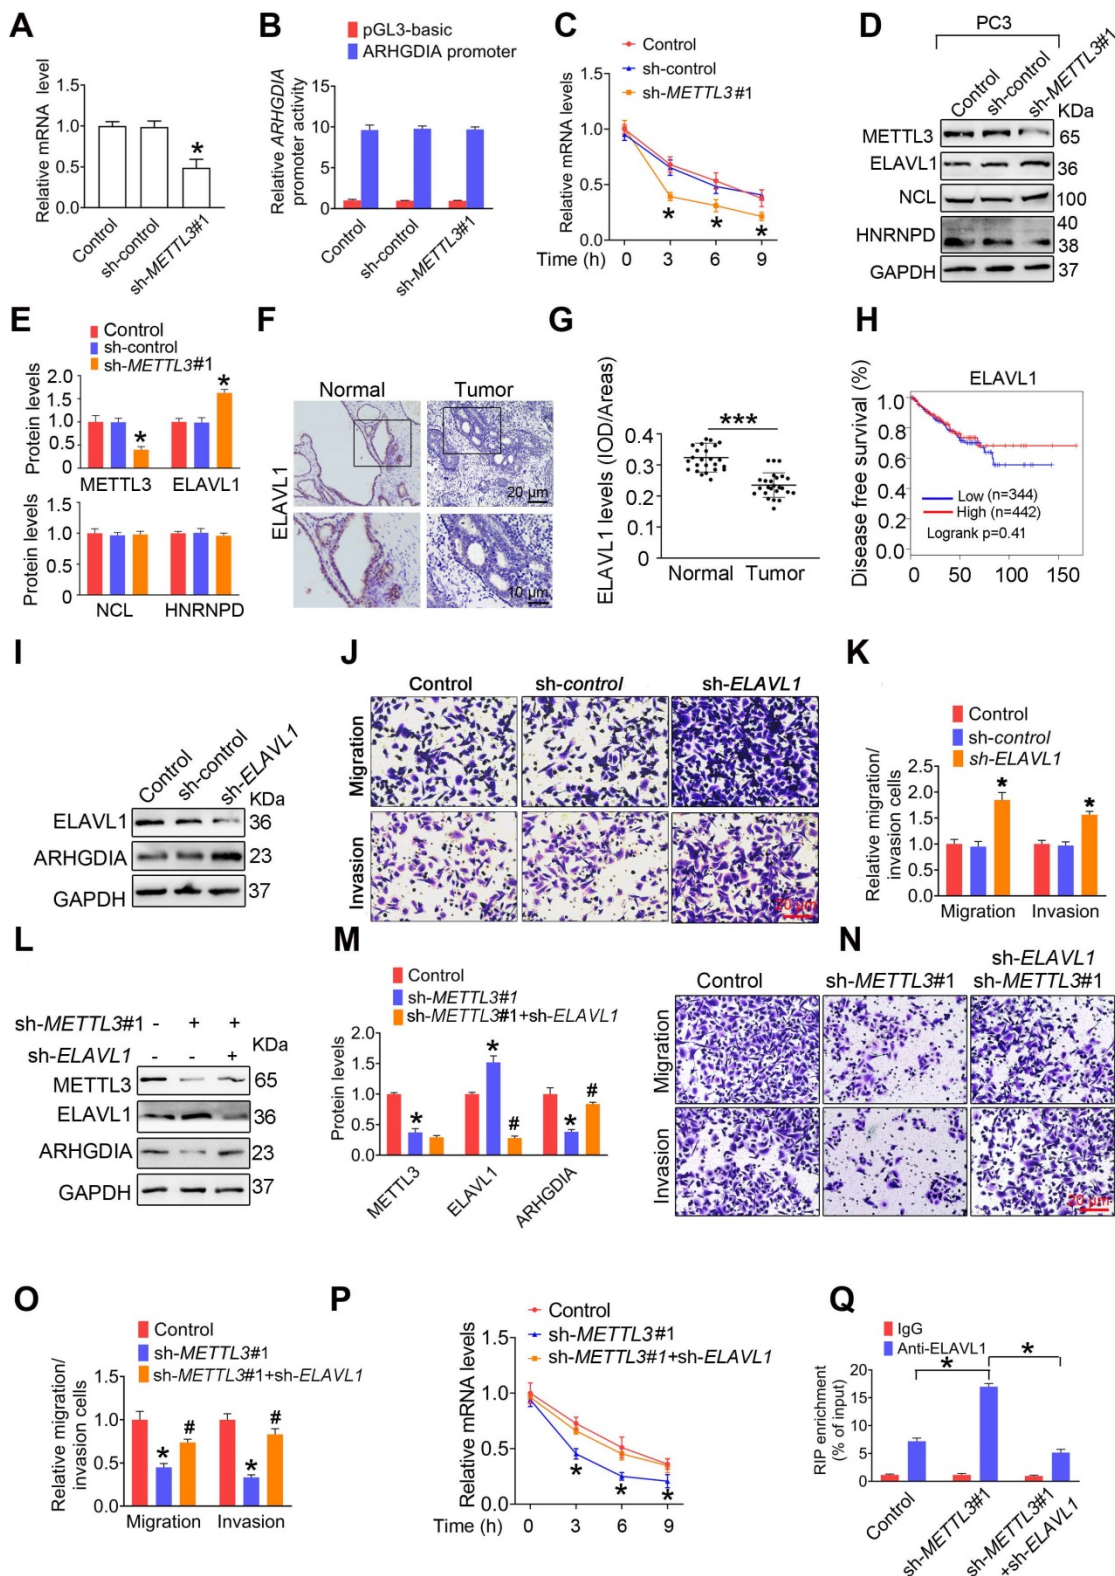 A
Relative mRNA level
1.5
1.0
0.5
0
*
Control
sh-control
sh-METTL3#1
B
pGL3-basic
ARHGDIA promoter
Relative ARHGDIA
promoter activity
15
10
5
0
Control
sh-control
sh-METTL3#1
C
Control
sh-control
sh-METTL3#1
Relative mRNA levels
1.5
1.0
0.5
0
* * *
Time (h) 0 3 6 9
D
PC3
Control
sh-control
sh-METTL3#1
KDa
METTL3 65
ELAVL1 36
NCL 100
40
HNRNPD 38
GAPDH 37
E
Control
sh-control
sh-METTL3#1
Protein levels
2.0
1.5
1.0
0.5
0
* *
METTL3 ELAVL1
Protein levels
2.0
1.5
1.0
0.5
0
NCL HNRNPD
F
Normal Tumor
ELAVL1
20 µm
10 µm
G
ELAVL1 levels (IOD/Areas)
0.4
0.3
0.2
0.1
0
***
Normal Tumor
H
ELAVL1
Disease free survival (%)
1.0
0.8
0.6
0.4
0.2
0.0
Low (n=344)
High (n=442)
Logrank p=0.41
0 50 100 150
I
Control
sh-control
sh-ELAVL1
KDa
ELAVL1 36
ARHGDIA 23
GAPDH 37
J
Control sh-control sh-ELAVL1
Migration
Invasion
20 µm
K
Control
sh-control
sh-ELAVL1
Relative migration/
invasion cells
2.5
2.0
1.5
1.0
0.5
0
* *
Migration Invasion
L
sh-METTL3#1 - + +
sh-ELAVL1 - - +
KDa
METTL3 65
ELAVL1 36
ARHGDIA 23
GAPDH 37
M
Control
sh-METTL3#1
sh-METTL3#1+sh-ELAVL1
Protein levels
2.0
1.5
1.0
0.5
0.0
* * # * #
METTL3
ELAVL1
ARHGDIA
N
sh-ELAVL1
Control sh-METTL3#1 sh-METTL3#1
Migration
Invasion
20 µm
O
Control
sh-METTL3#1
sh-METTL3#1+sh-ELAVL1
Relative migration/
invasion cells
1.5
1.0
0.5
0
* # * #
Migration Invasion
P
Control
sh-METTL3#1
sh-METTL3#1+sh-ELAVL1
Relative mRNA levels
1.5
1.0
0.5
0
* * *
Time (h) 0 3 6 9
Q
IgG
Anti-ELAVL1
RIP enrichment
(% of input)
20
15
10
5
0
* *
Control
sh-METTL3#1
sh-METTL3#1
+sh-ELAVL1